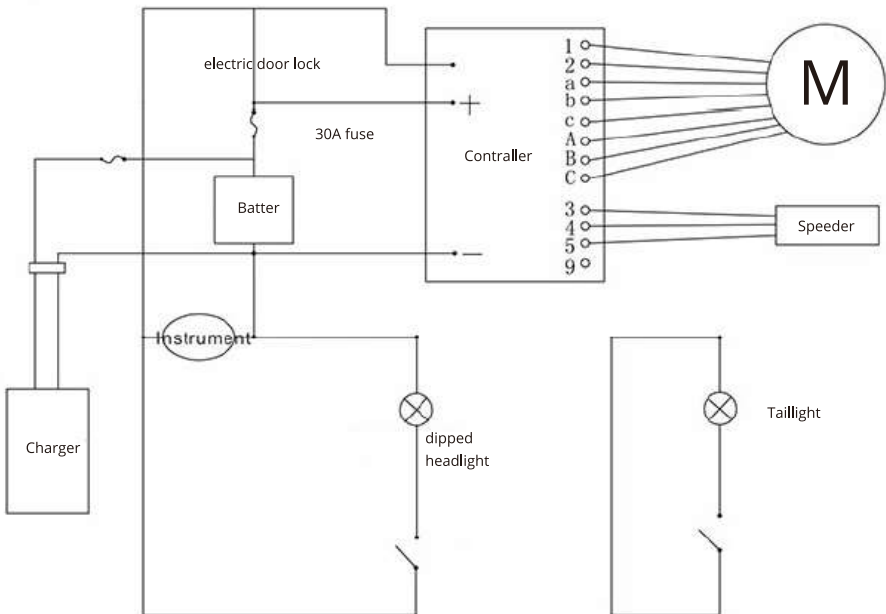 electric door lock
30A fuse
Contraller
+
−
1
2
a
b
c
A
B
C
3
4
5
9
M
Speeder
Batter
Instrument
Charger
dipped
headlight
Taillight